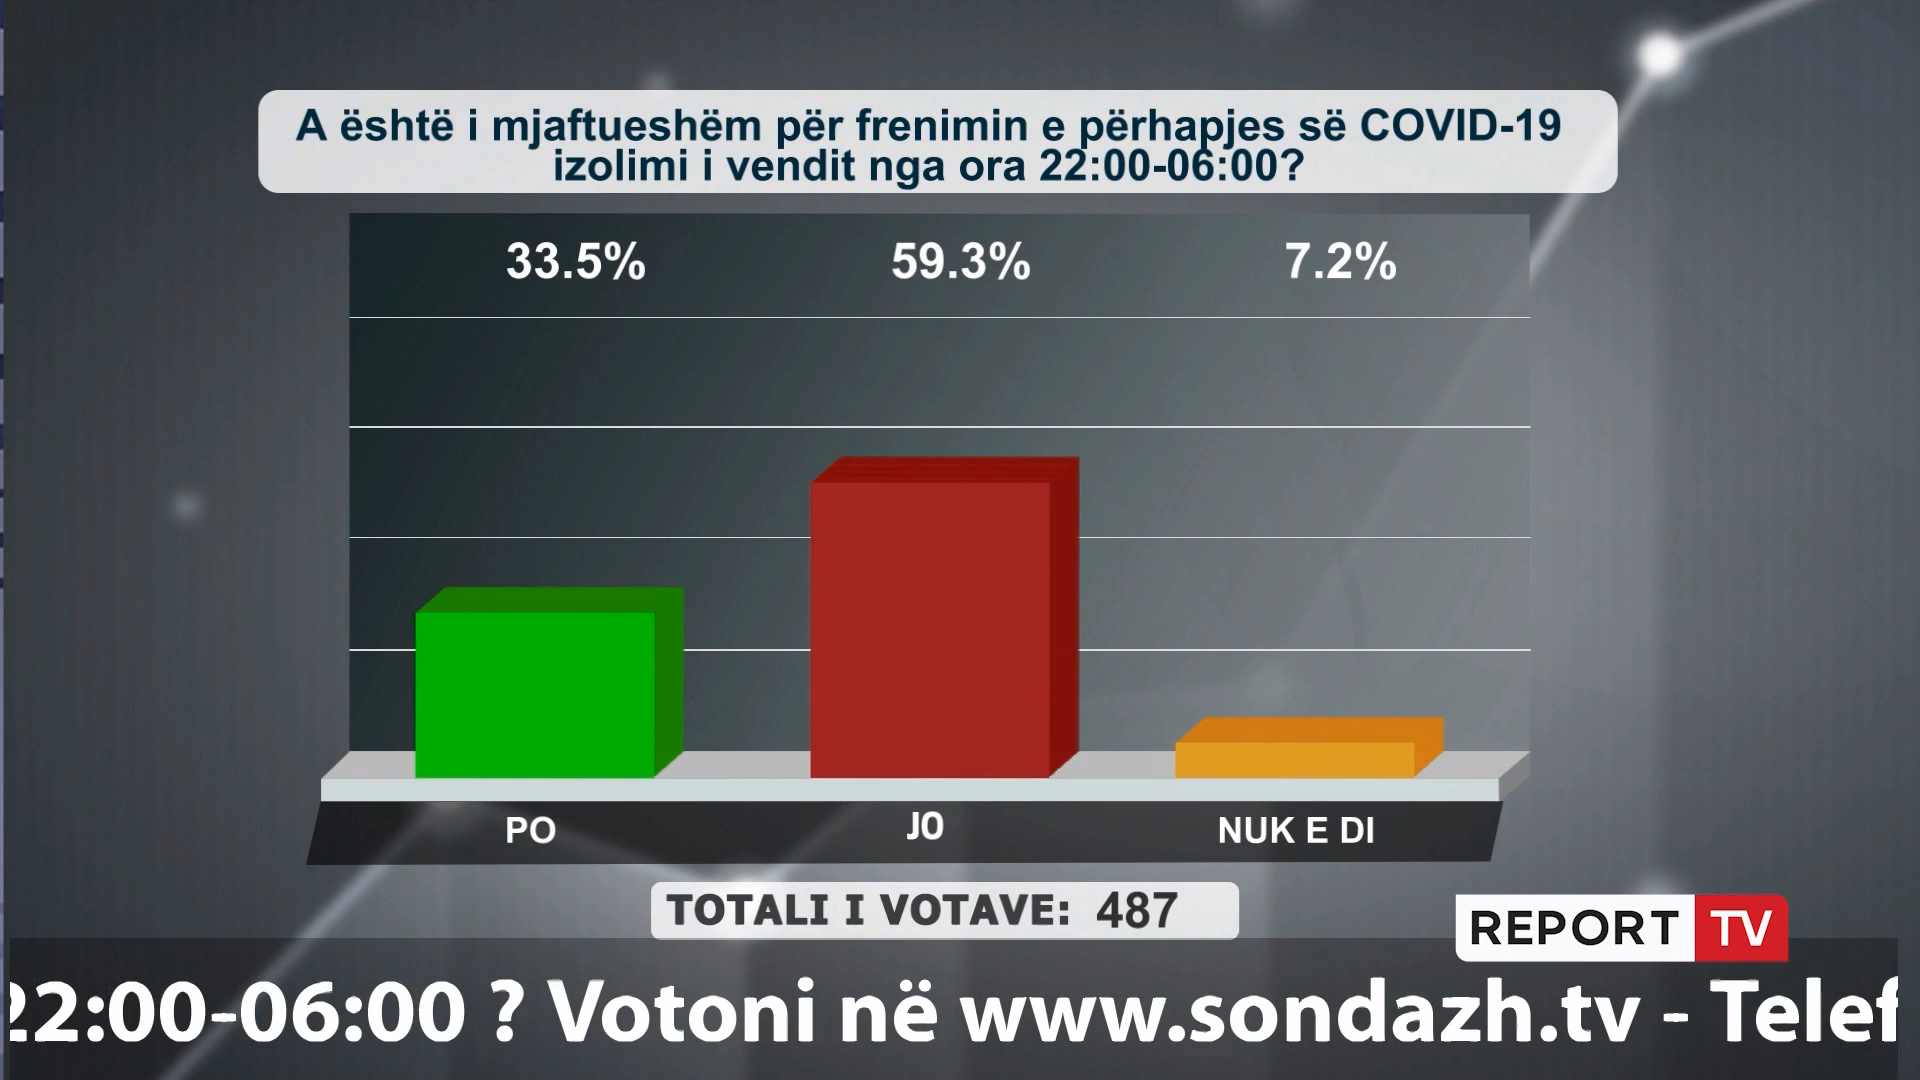 A është i mjaftueshëm për frenimin e përhapjes së COVID-19
izolimi i vendit nga ora 22:00-06:00?
33.5% 59.3% 7.2%
PO JO NUK E DI
TOTALI I VOTAVE: 487
REPORT TV
22:00-06:00 ? Votoni në www.sondazh.tv - Telef